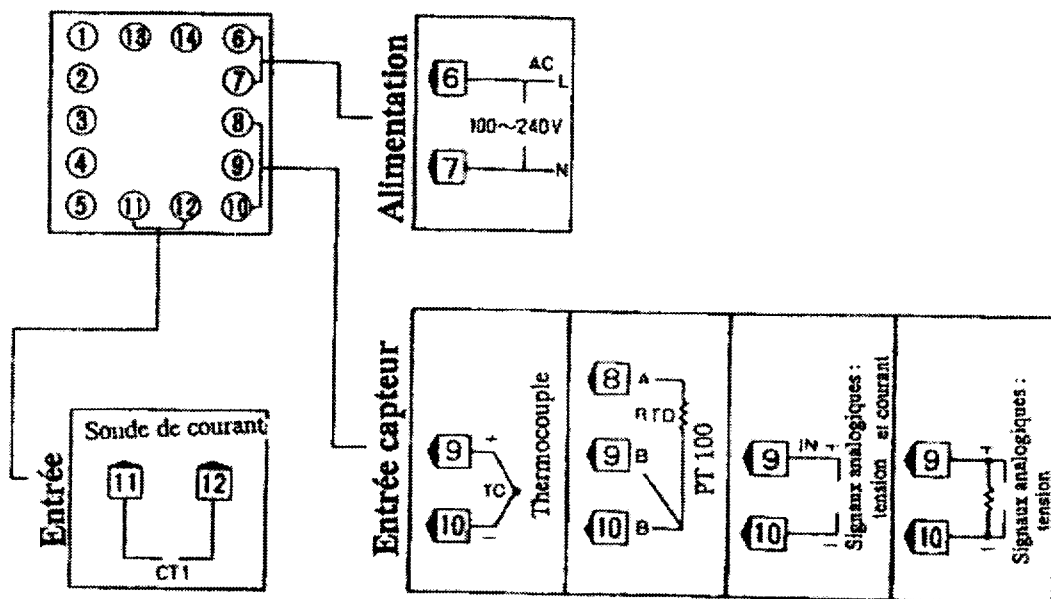 1 13 14 6
2 7
3 8
4 9
5 11 12 10
Alimentation
6 AC L
100~240V
7 N
Entrée
Sonde de courant
11 12
CT1
Entrée capteur
9 +
TC
10 −
Thermocouple
8 A
RTD
9 B
10 B
PT 100
9 IN +
10 −
Signaux analogiques :
tension et courant
9 +
10 −
Signaux analogiques :
tension